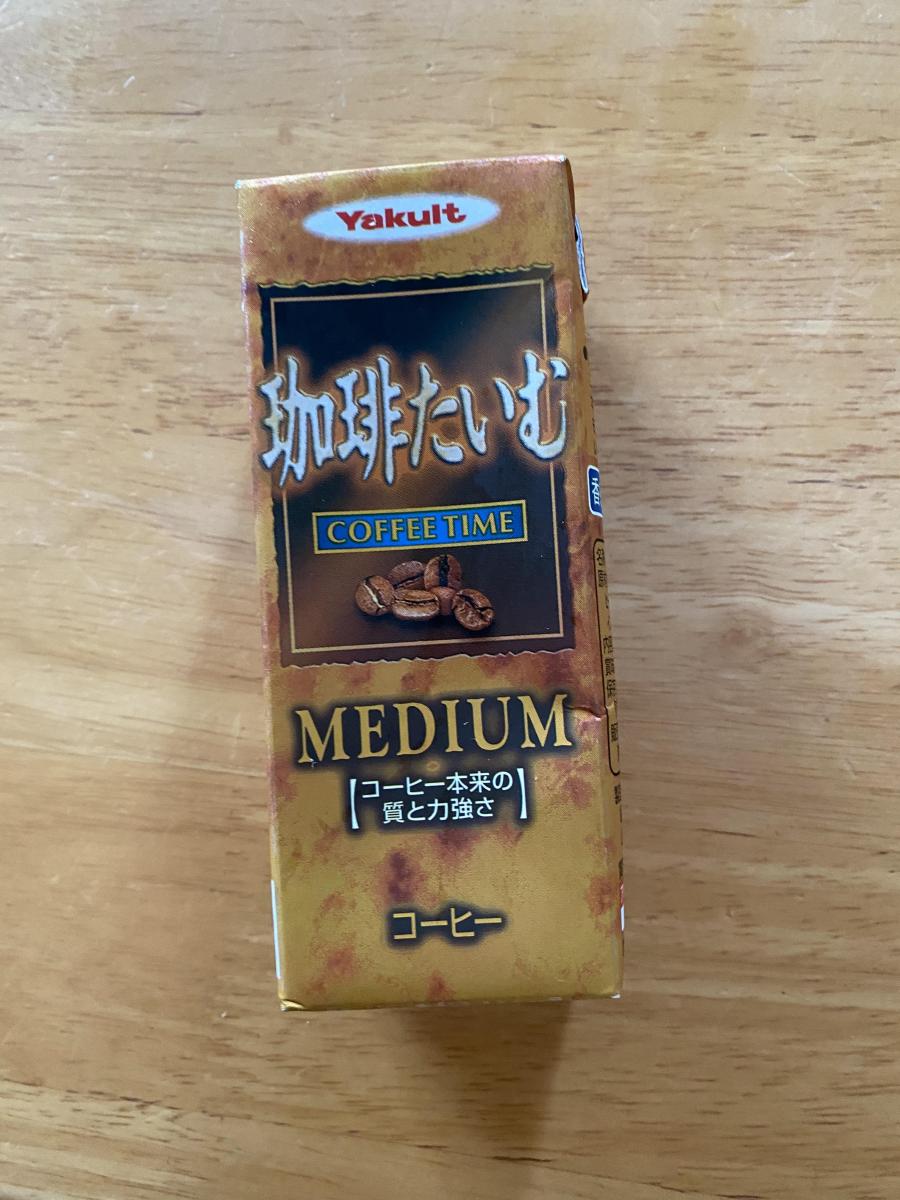 Yakult
珈琲たいむ
COFFEE TIME
MEDIUM
【コーヒー本来の
質と力強さ】
コーヒー